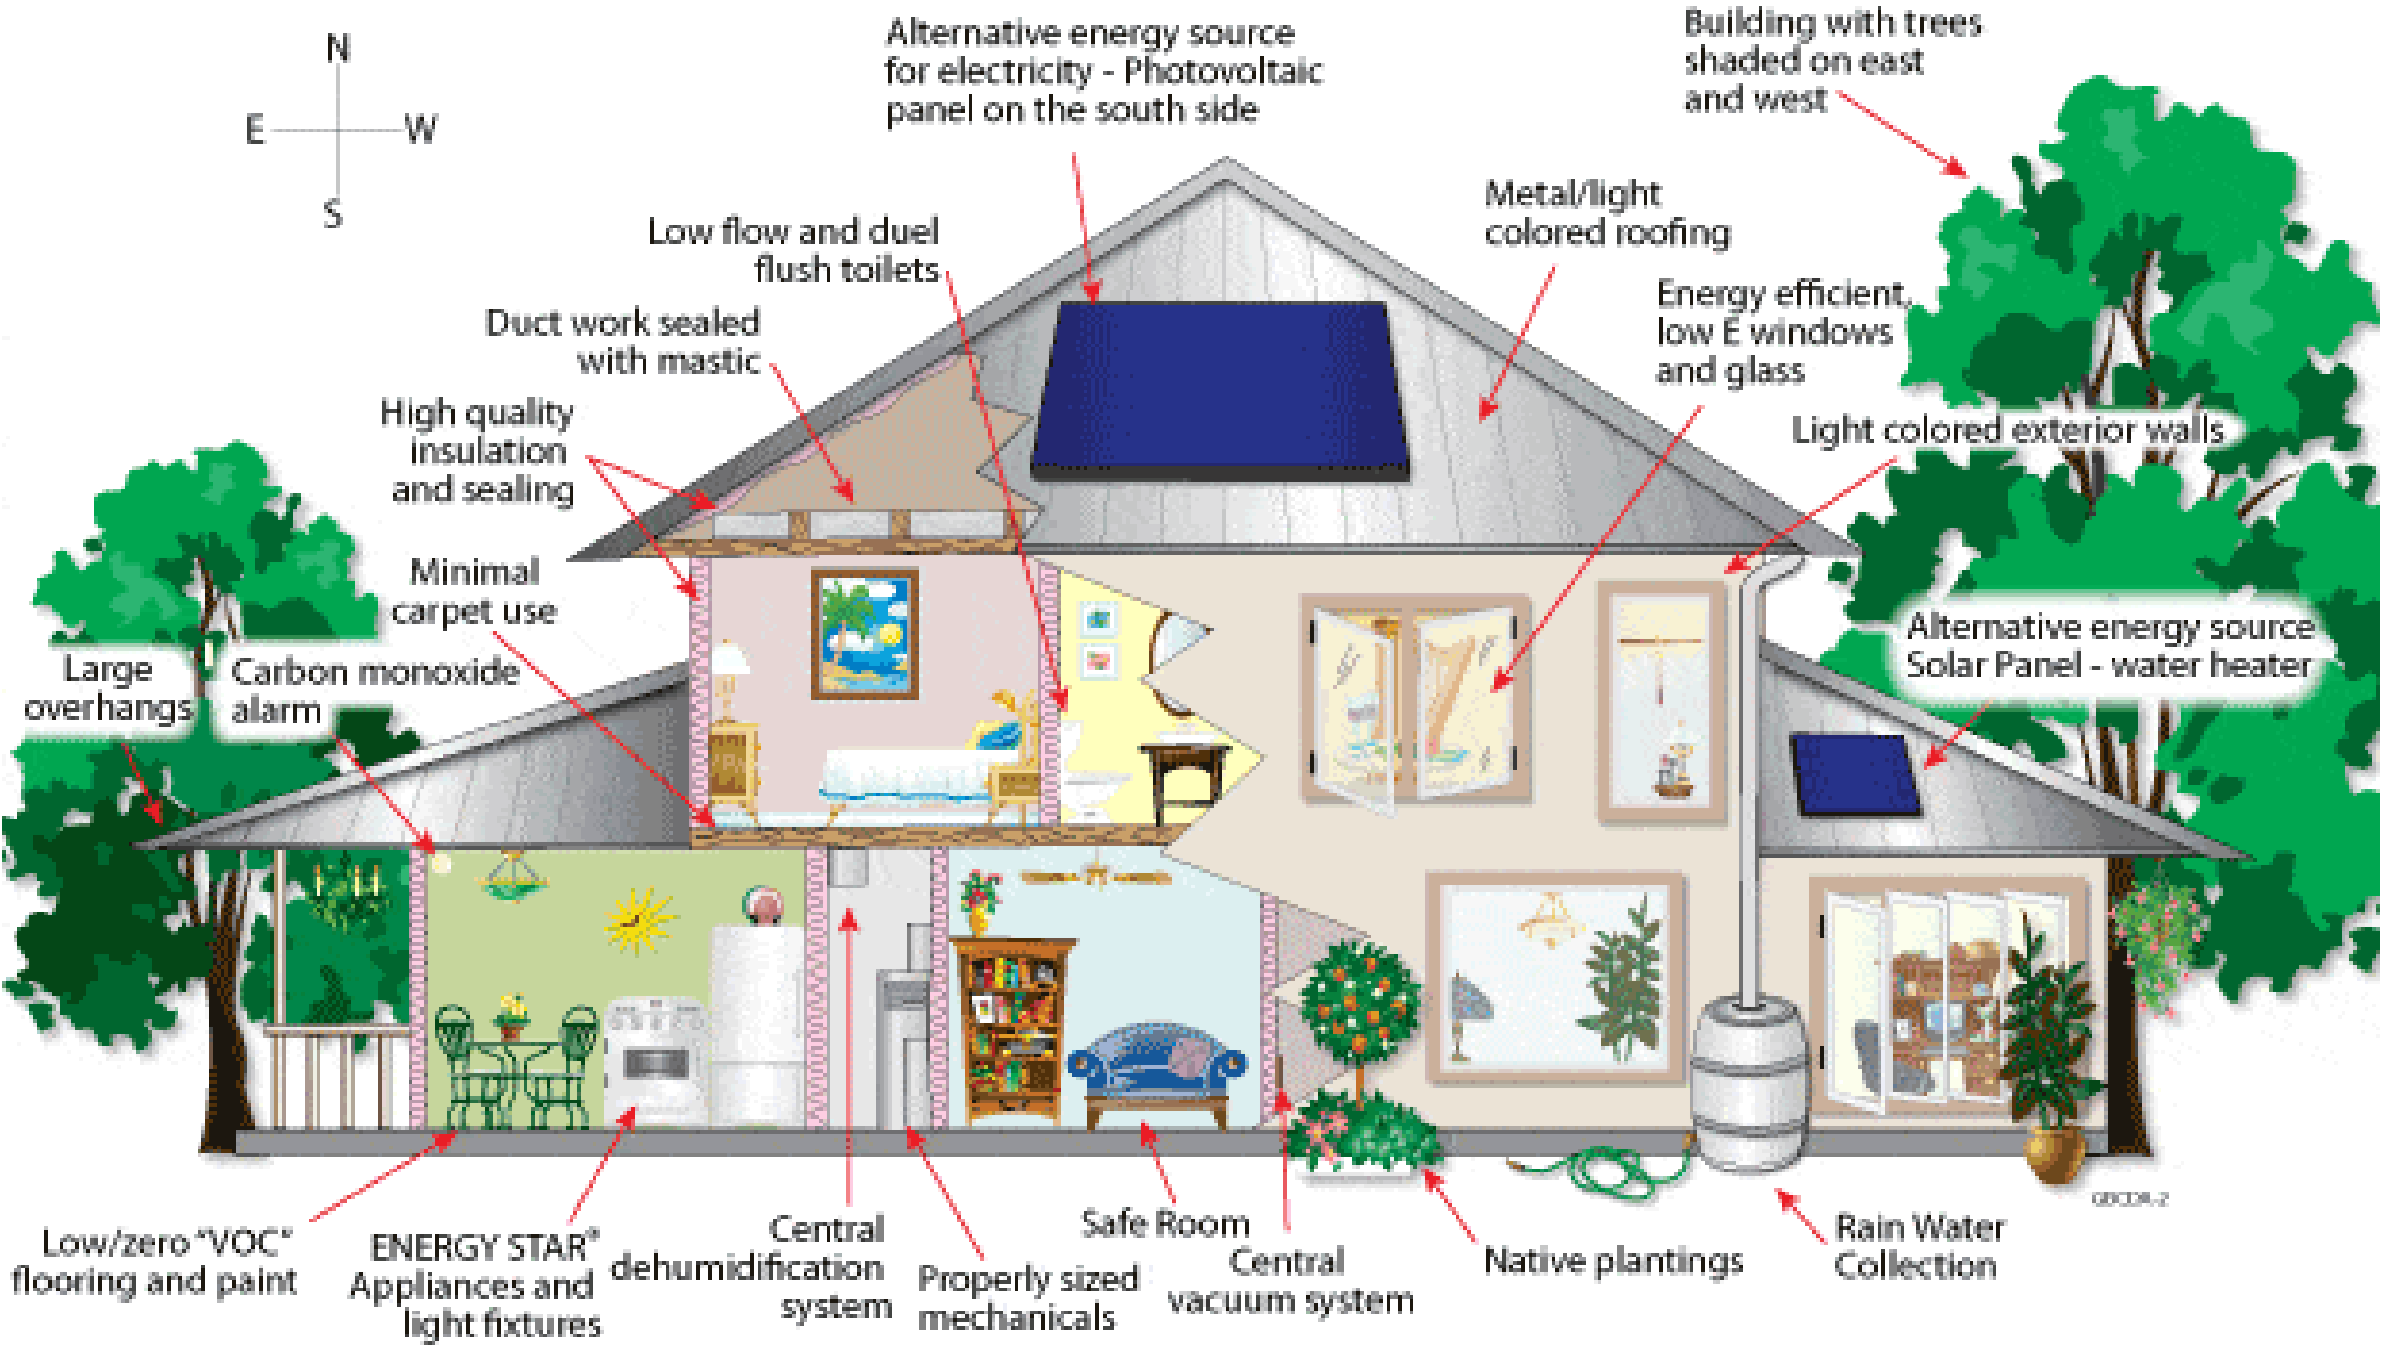 N
E
W
S
Alternative energy source
for electricity - Photovoltaic
panel on the south side
Building with trees
shaded on east
and west
Low flow and duel
flush toilets
Metal/light
colored roofing
Duct work sealed
with mastic
Energy efficient,
low E windows
and glass
High quality
insulation
and sealing
Light colored exterior walls
Minimal
carpet use
Alternative energy source
Solar Panel - water heater
Large
overhangs
Carbon monoxide
alarm
Low/zero "VOC"
flooring and paint
ENERGY STAR®
Appliances and
light fixtures
Central
dehumidification
system
Properly sized
mechanicals
Safe Room
Central
vacuum system
Native plantings
Rain Water
Collection